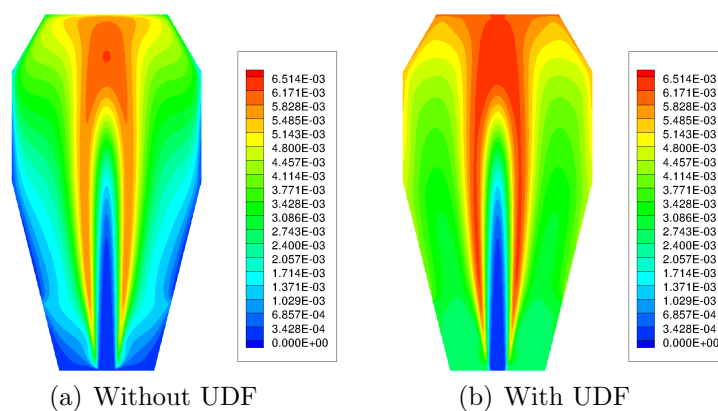 6.514E-03
6.171E-03
5.828E-03
5.485E-03
5.143E-03
4.800E-03
4.457E-03
4.114E-03
3.771E-03
3.428E-03
3.086E-03
2.743E-03
2.400E-03
2.057E-03
1.714E-03
1.371E-03
1.029E-03
6.857E-04
3.428E-04
0.000E+00
6.514E-03
6.171E-03
5.828E-03
5.485E-03
5.143E-03
4.800E-03
4.457E-03
4.114E-03
3.771E-03
3.428E-03
3.086E-03
2.743E-03
2.400E-03
2.057E-03
1.714E-03
1.371E-03
1.029E-03
6.857E-04
3.428E-04
0.000E+00
(a) Without UDF
(b) With UDF